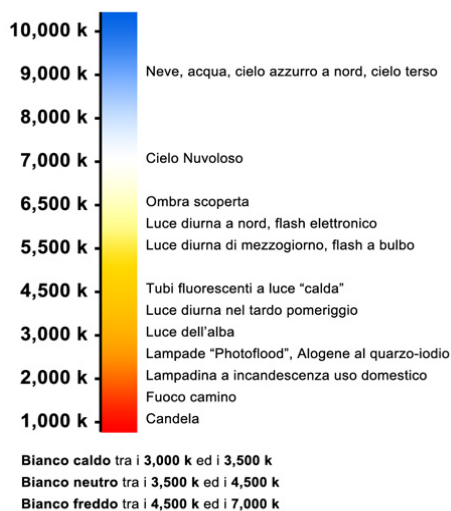 10,000 k
9,000 k Neve, acqua, cielo azzurro a nord, cielo terso
8,000 k
7,000 k Cielo Nuvoloso
6,500 k Ombra scoperta
Luce diurna a nord, flash elettronico
5,500 k Luce diurna di mezzogiorno, flash a bulbo
4,500 k Tubi fluorescenti a luce “calda”
Luce diurna nel tardo pomeriggio
3,000 k Luce dell’alba
Lampade “Photoflood”, Alogene al quarzo-iodio
2,000 k Lampadina a incandescenza uso domestico
Fuoco camino
1,000 k Candela
Bianco caldo tra i 3,000 k ed i 3,500 k
Bianco neutro tra i 3,500 k ed i 4,500 k
Bianco freddo tra i 4,500 k ed i 7,000 k